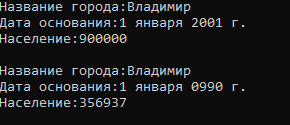 Название города:Владимир
Дата основания:1 января 2001 г.
Население:900000
Название города:Владимир
Дата основания:1 января 0990 г.
Население:356937